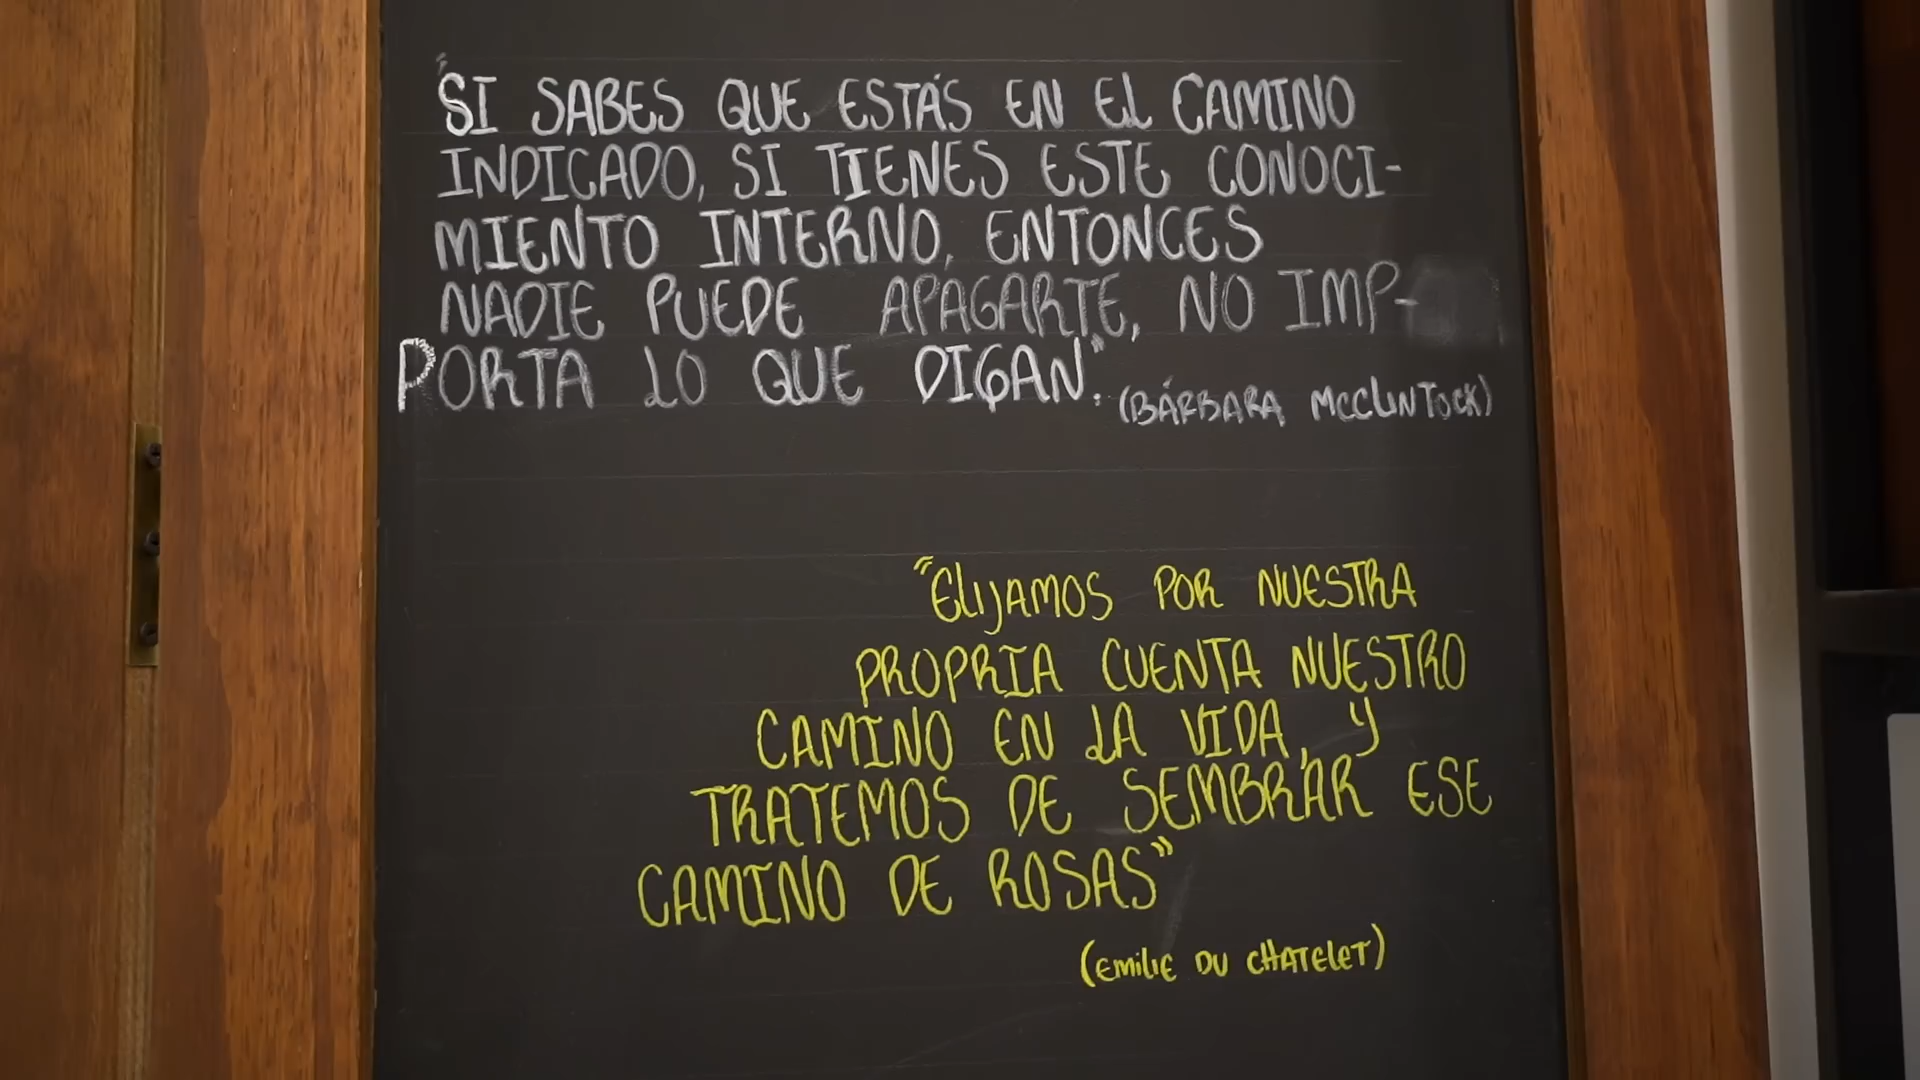 "SI SABES QUE ESTÁS EN EL CAMINO
INDICADO, SI TIENES ESTE CONOCI-
MIENTO INTERNO, ENTONCES
NADIE PUEDE APAGARTE, NO IMP-
PORTA LO QUE DIGAN".
(BÁRBARA MCCLINTOCK)
"ELIJAMOS POR NUESTRA
PROPRIA CUENTA NUESTRO
CAMINO EN LA VIDA, Y
TRATEMOS DE SEMBRAR ESE
CAMINO DE ROSAS"
(EMILIE DU CHATELET)